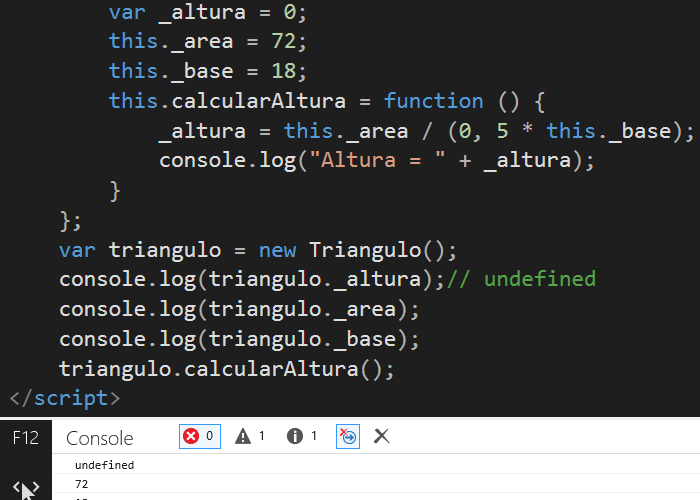 var _altura = 0;
this._area = 72;
this._base = 18;
this.calcularAltura = function () {
_altura = this._area / (0, 5 * this._base);
console.log("Altura = " + _altura);
}
};
var triangulo = new Triangulo();
console.log(triangulo._altura);// undefined
console.log(triangulo._area);
console.log(triangulo._base);
triangulo.calcularAltura();
</script>
F12 Console 0 1 1
undefined
72